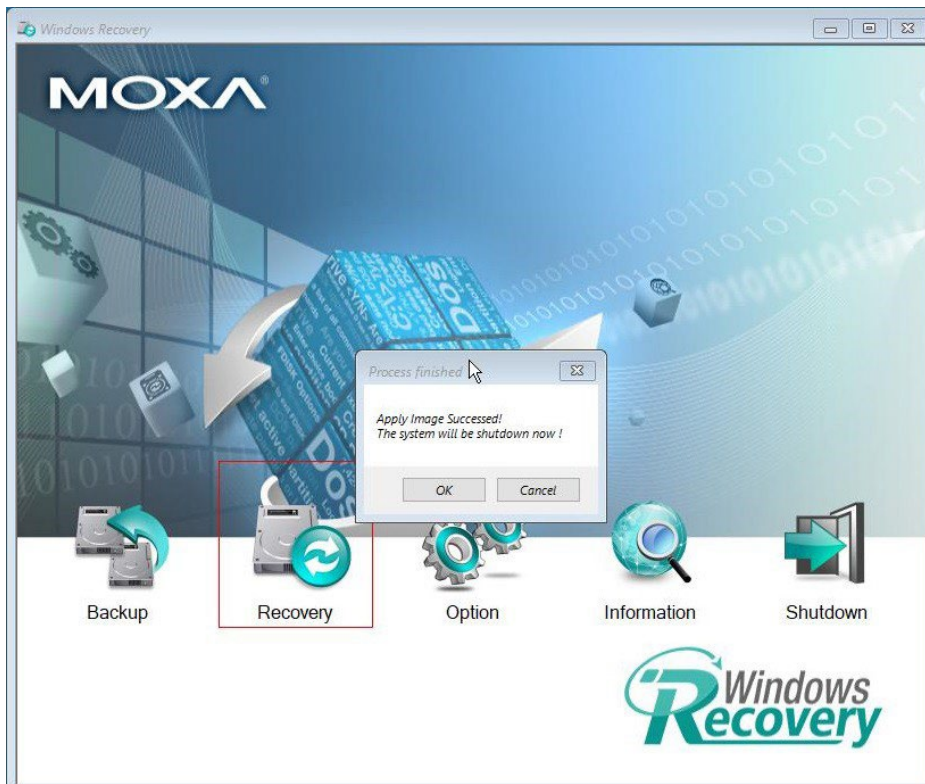 Windows Recovery
MOXA®
Process finished
Apply Image Successed!
The system will be shutdown now !
OK
Cancel
Backup
Recovery
Option
Information
Shutdown
Windows
Recovery